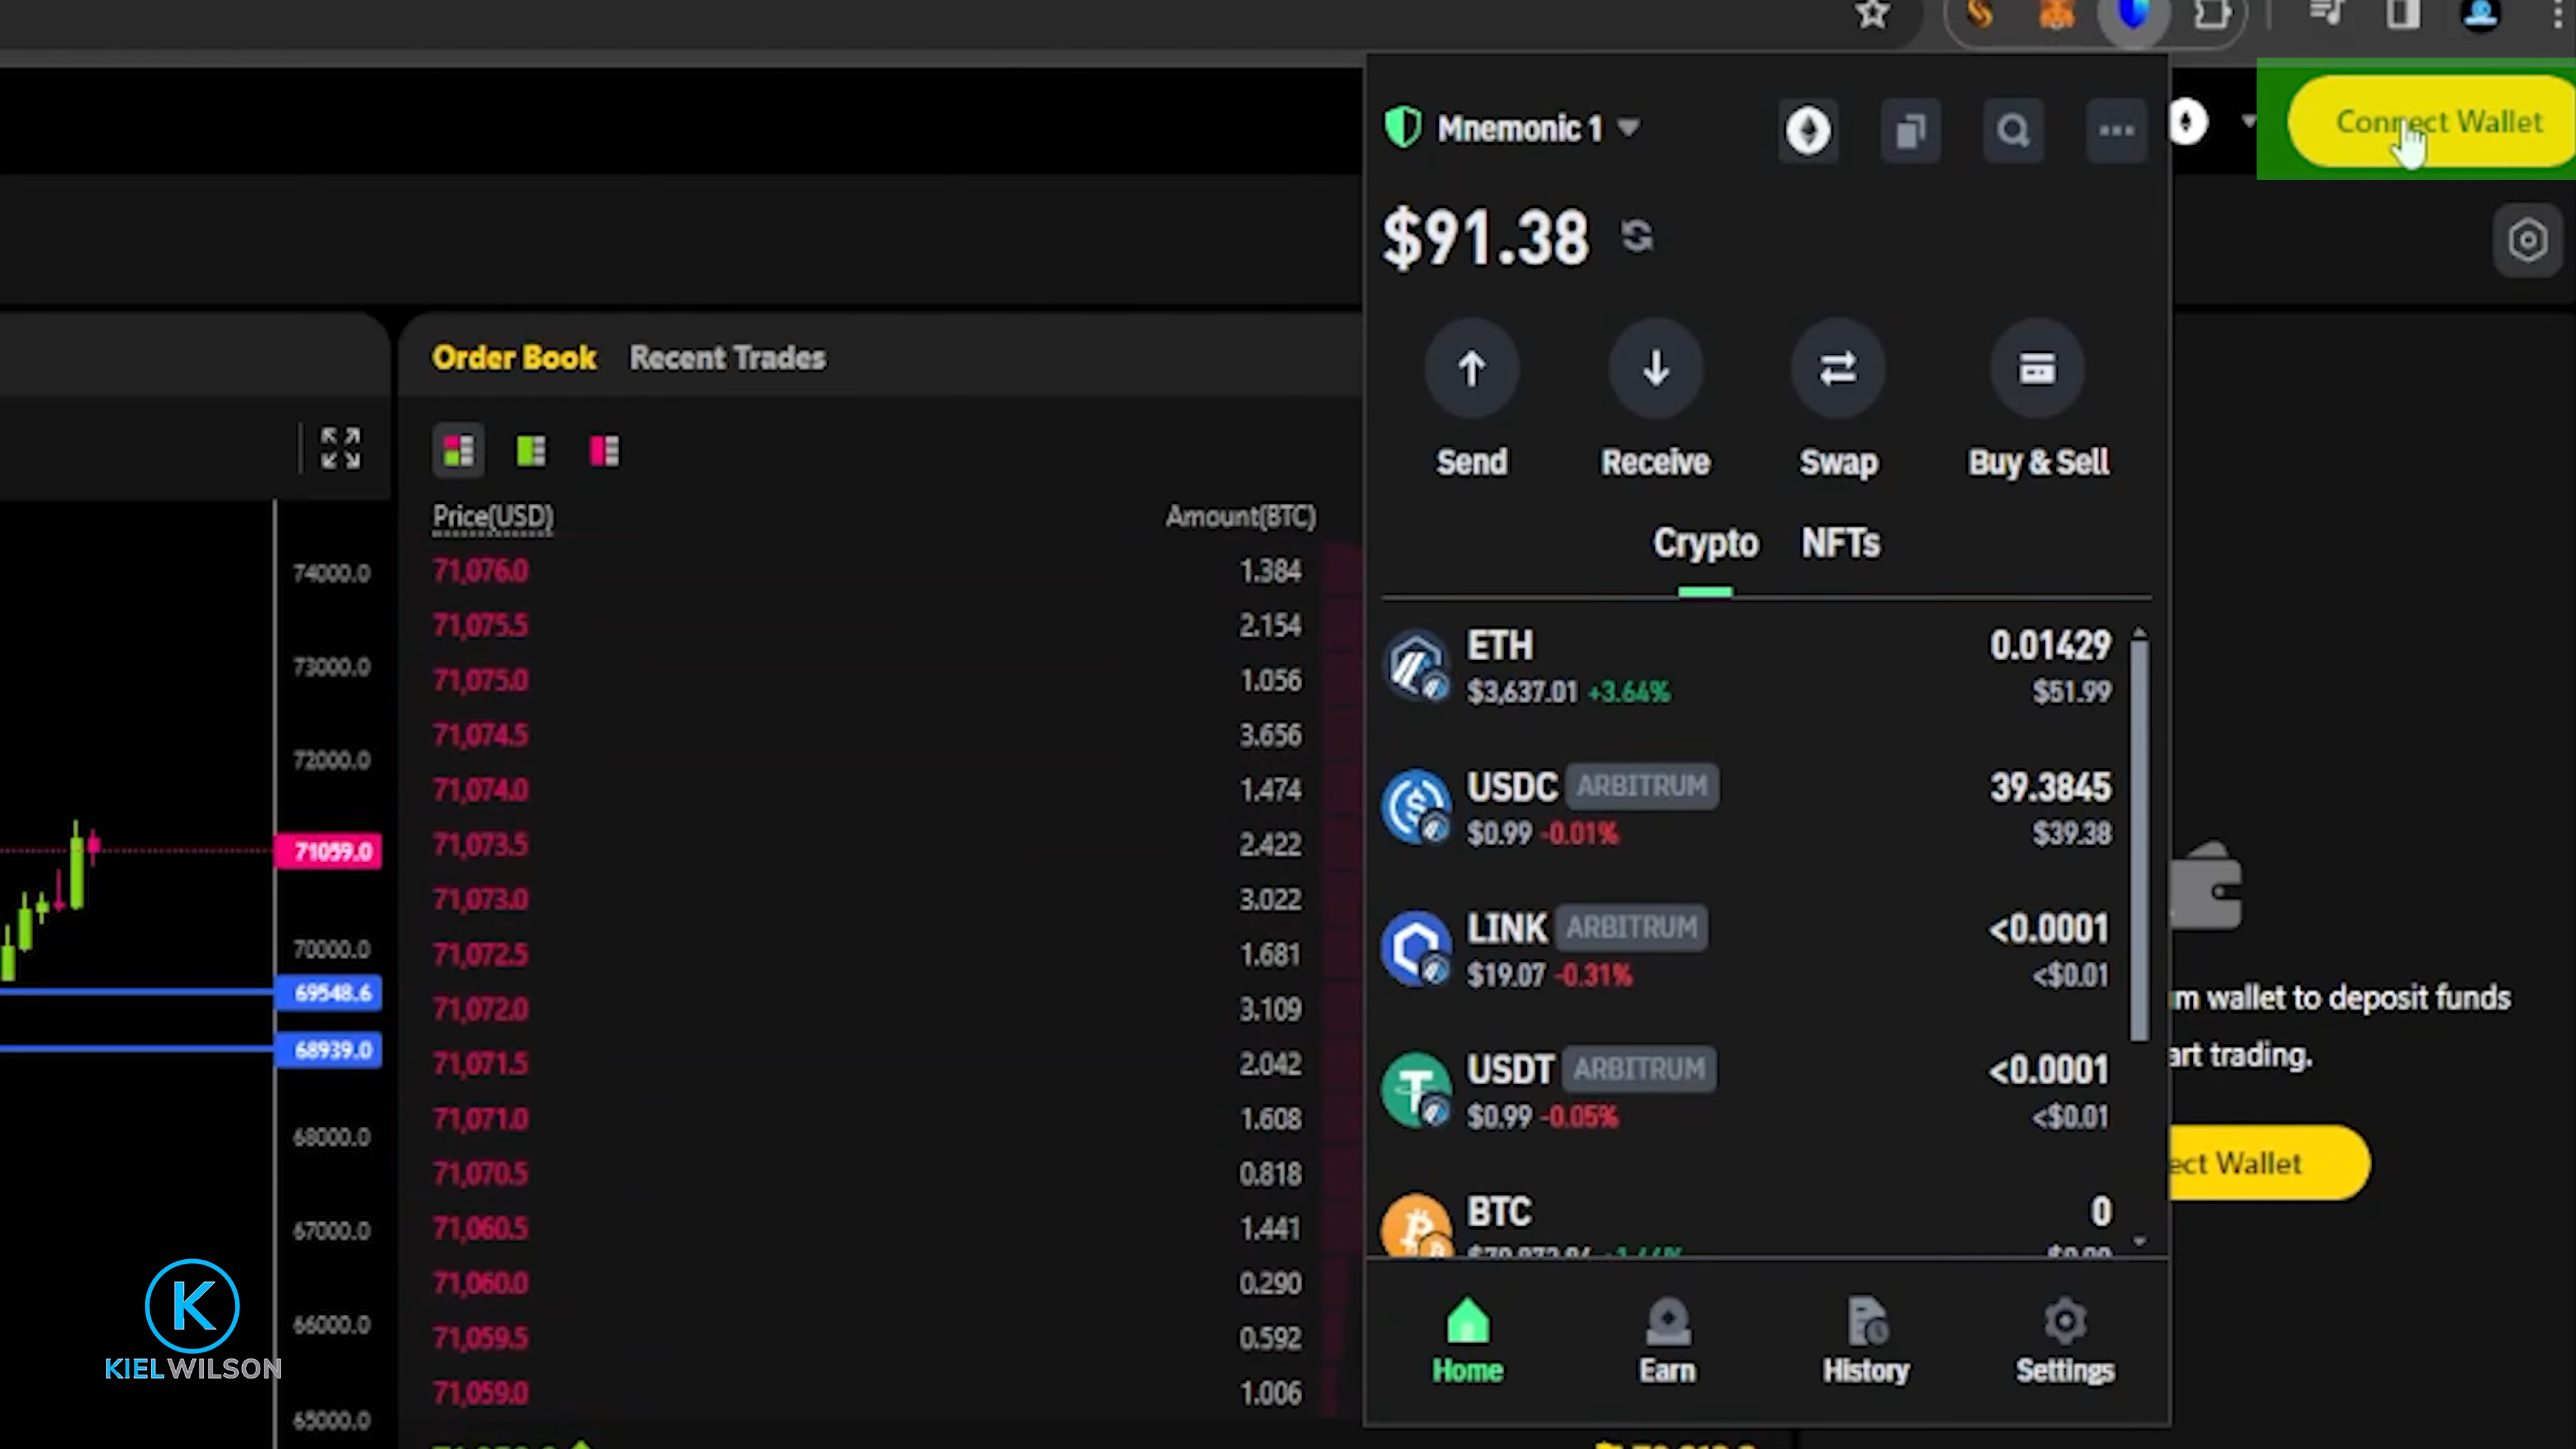 Connect Wallet
Mnemonic 1
$91.38
Send Receive Swap Buy & Sell
Crypto NFTs
ETH 0.01429
$3,637.01 +3.64% $51.99
USDC ARBITRUM 39.3845
$0.99 -0.01% $39.38
LINK ARBITRUM <0.0001
$19.07 -0.31% <$0.01
USDT ARBITRUM <0.0001
$0.99 -0.05% <$0.01
BTC 0
Home Earn History Settings
Order Book Recent Trades
Price(USD) Amount(BTC)
71,076.0 1.384
71,075.5 2.154
71,075.0 1.056
71,074.5 3.656
71,074.0 1.474
71,073.5 2.422
71,073.0 3.022
71,072.5 1.681
71,072.0 3.109
71,071.5 2.042
71,071.0 1.608
71,070.5 0.818
71,060.5 1.441
71,060.0 0.290
71,059.5 0.592
71,059.0 1.006
74000.0
73000.0
72000.0
71059.0
70000.0
69548.6
68939.0
68000.0
67000.0
66000.0
65000.0
wallet to deposit funds
trading.
Wallet
K
KIELWILSON